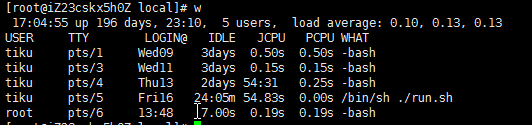 [root@iZ23cskx5h0Z local]# w
17:04:55 up 196 days, 23:10, 5 users, load average: 0.10, 0.13, 0.13
USER TTY LOGIN@ IDLE JCPU PCPU WHAT
tiku pts/1 Wed09 3days 0.50s 0.50s -bash
tiku pts/3 Wed11 3days 0.15s 0.15s -bash
tiku pts/4 Thu13 2days 54:31 0.25s -bash
tiku pts/5 Fri16 24:05m 54.83s 0.00s /bin/sh ./run.sh
root pts/6 13:48 7.00s 0.19s 0.19s -bash